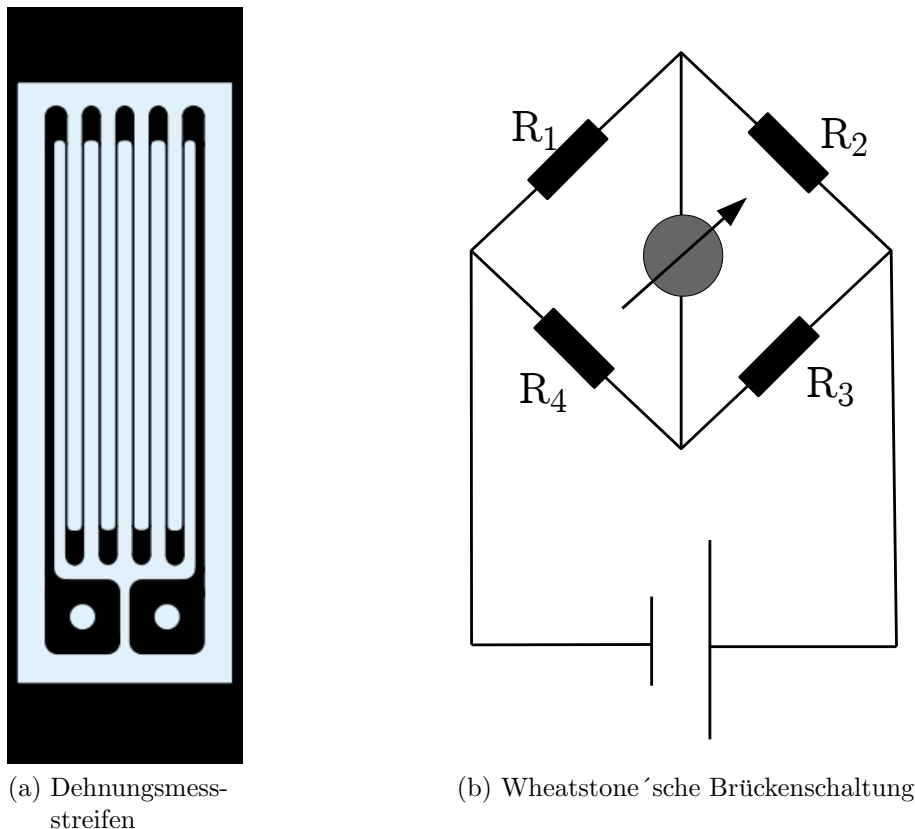 R1
R2
R4
R3
(a) Dehnungsmess-
streifen
(b) Wheatstone´sche Brückenschaltung